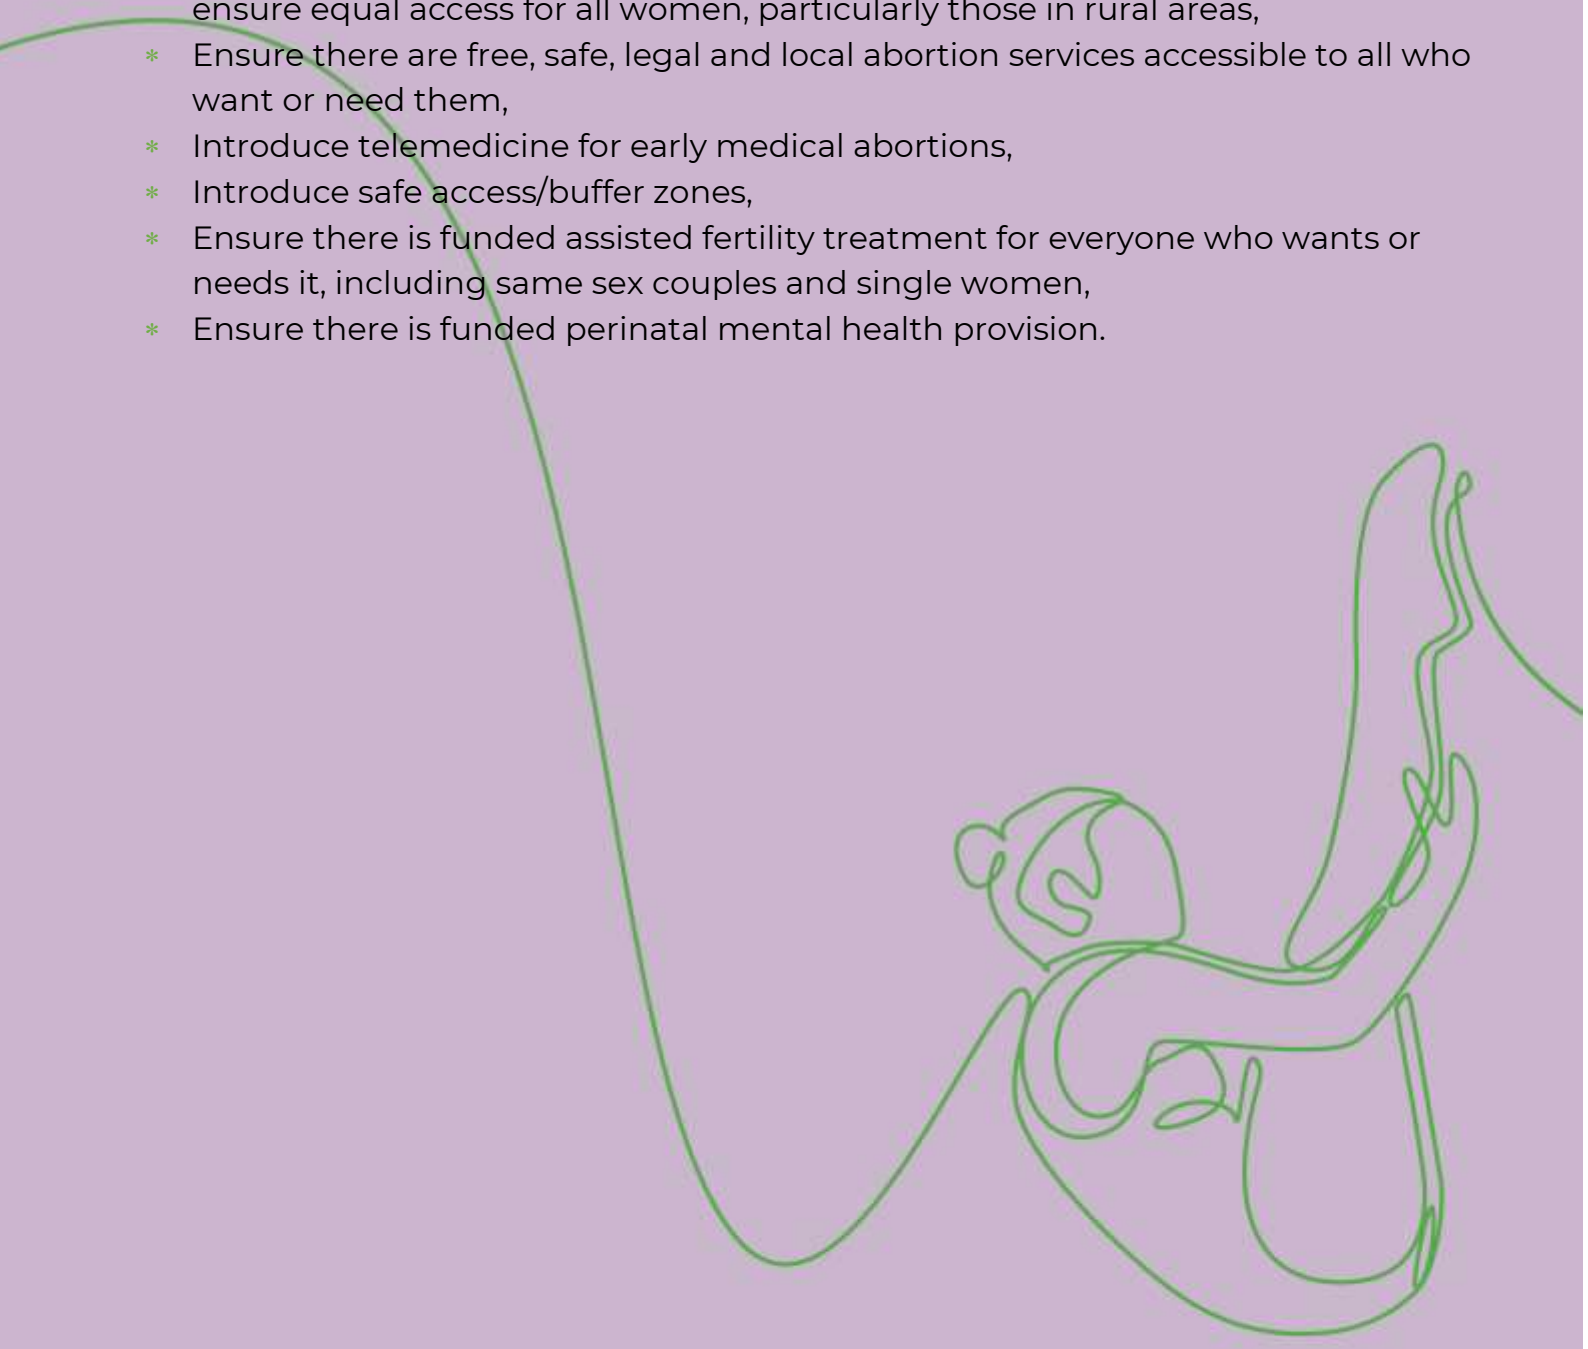 ensure equal access for all women, particularly those in rural areas,
* Ensure there are free, safe, legal and local abortion services accessible to all who
want or need them,
* Introduce telemedicine for early medical abortions,
* Introduce safe access/buffer zones,
* Ensure there is funded assisted fertility treatment for everyone who wants or
needs it, including same sex couples and single women,
* Ensure there is funded perinatal mental health provision.